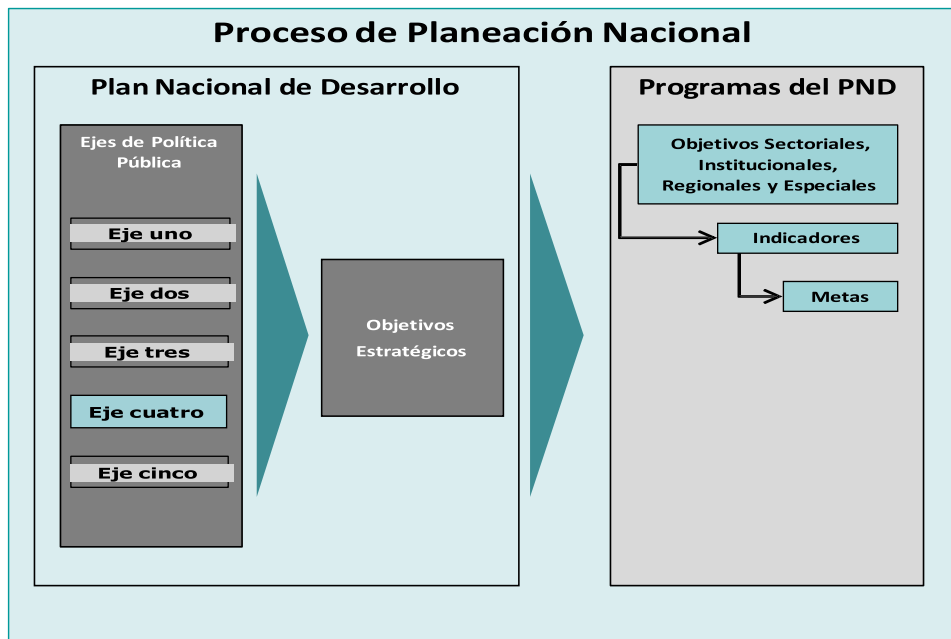 Proceso de Planeación Nacional
Plan Nacional de Desarrollo
Ejes de Política
Pública
Eje uno
Eje dos
Eje tres
Eje cuatro
Eje cinco
Objetivos
Estratégicos
Programas del PND
Objetivos Sectoriales,
Institucionales,
Regionales y Especiales
Indicadores
Metas